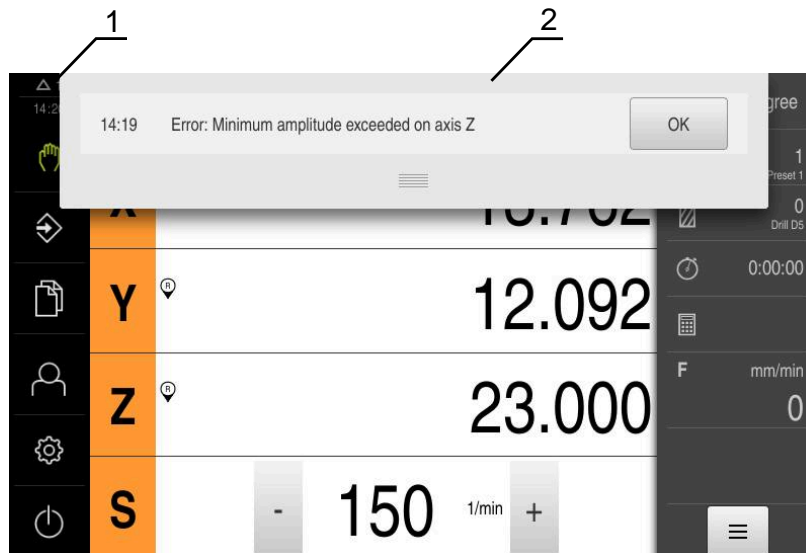 1
2
14:19 Error: Minimum amplitude exceeded on axis Z OK
gree
1
Preset 1
X
0
Drill D5
Y R 12.092
0:00:00
Z R 23.000
F mm/min
0
S - 150 1/min +